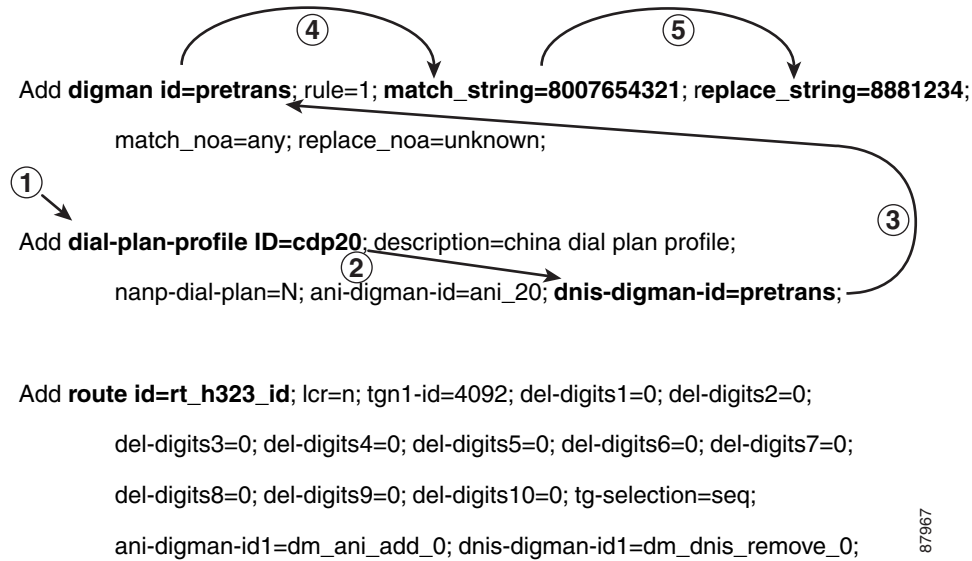 ④ ⑤
Add digman id=pretrans; rule=1; match_string=8007654321; replace_string=8881234;
match_noa=any; replace_noa=unknown;
①
③
Add dial-plan-profile ID=cdp20; description=china dial plan profile;
②
nanp-dial-plan=N; ani-digman-id=ani_20; dnis-digman-id=pretrans;
Add route id=rt_h323_id; lcr=n; tgn1-id=4092; del-digits1=0; del-digits2=0;
del-digits3=0; del-digits4=0; del-digits5=0; del-digits6=0; del-digits7=0;
del-digits8=0; del-digits9=0; del-digits10=0; tg-selection=seq;
ani-digman-id1=dm_ani_add_0; dnis-digman-id1=dm_dnis_remove_0;
87967